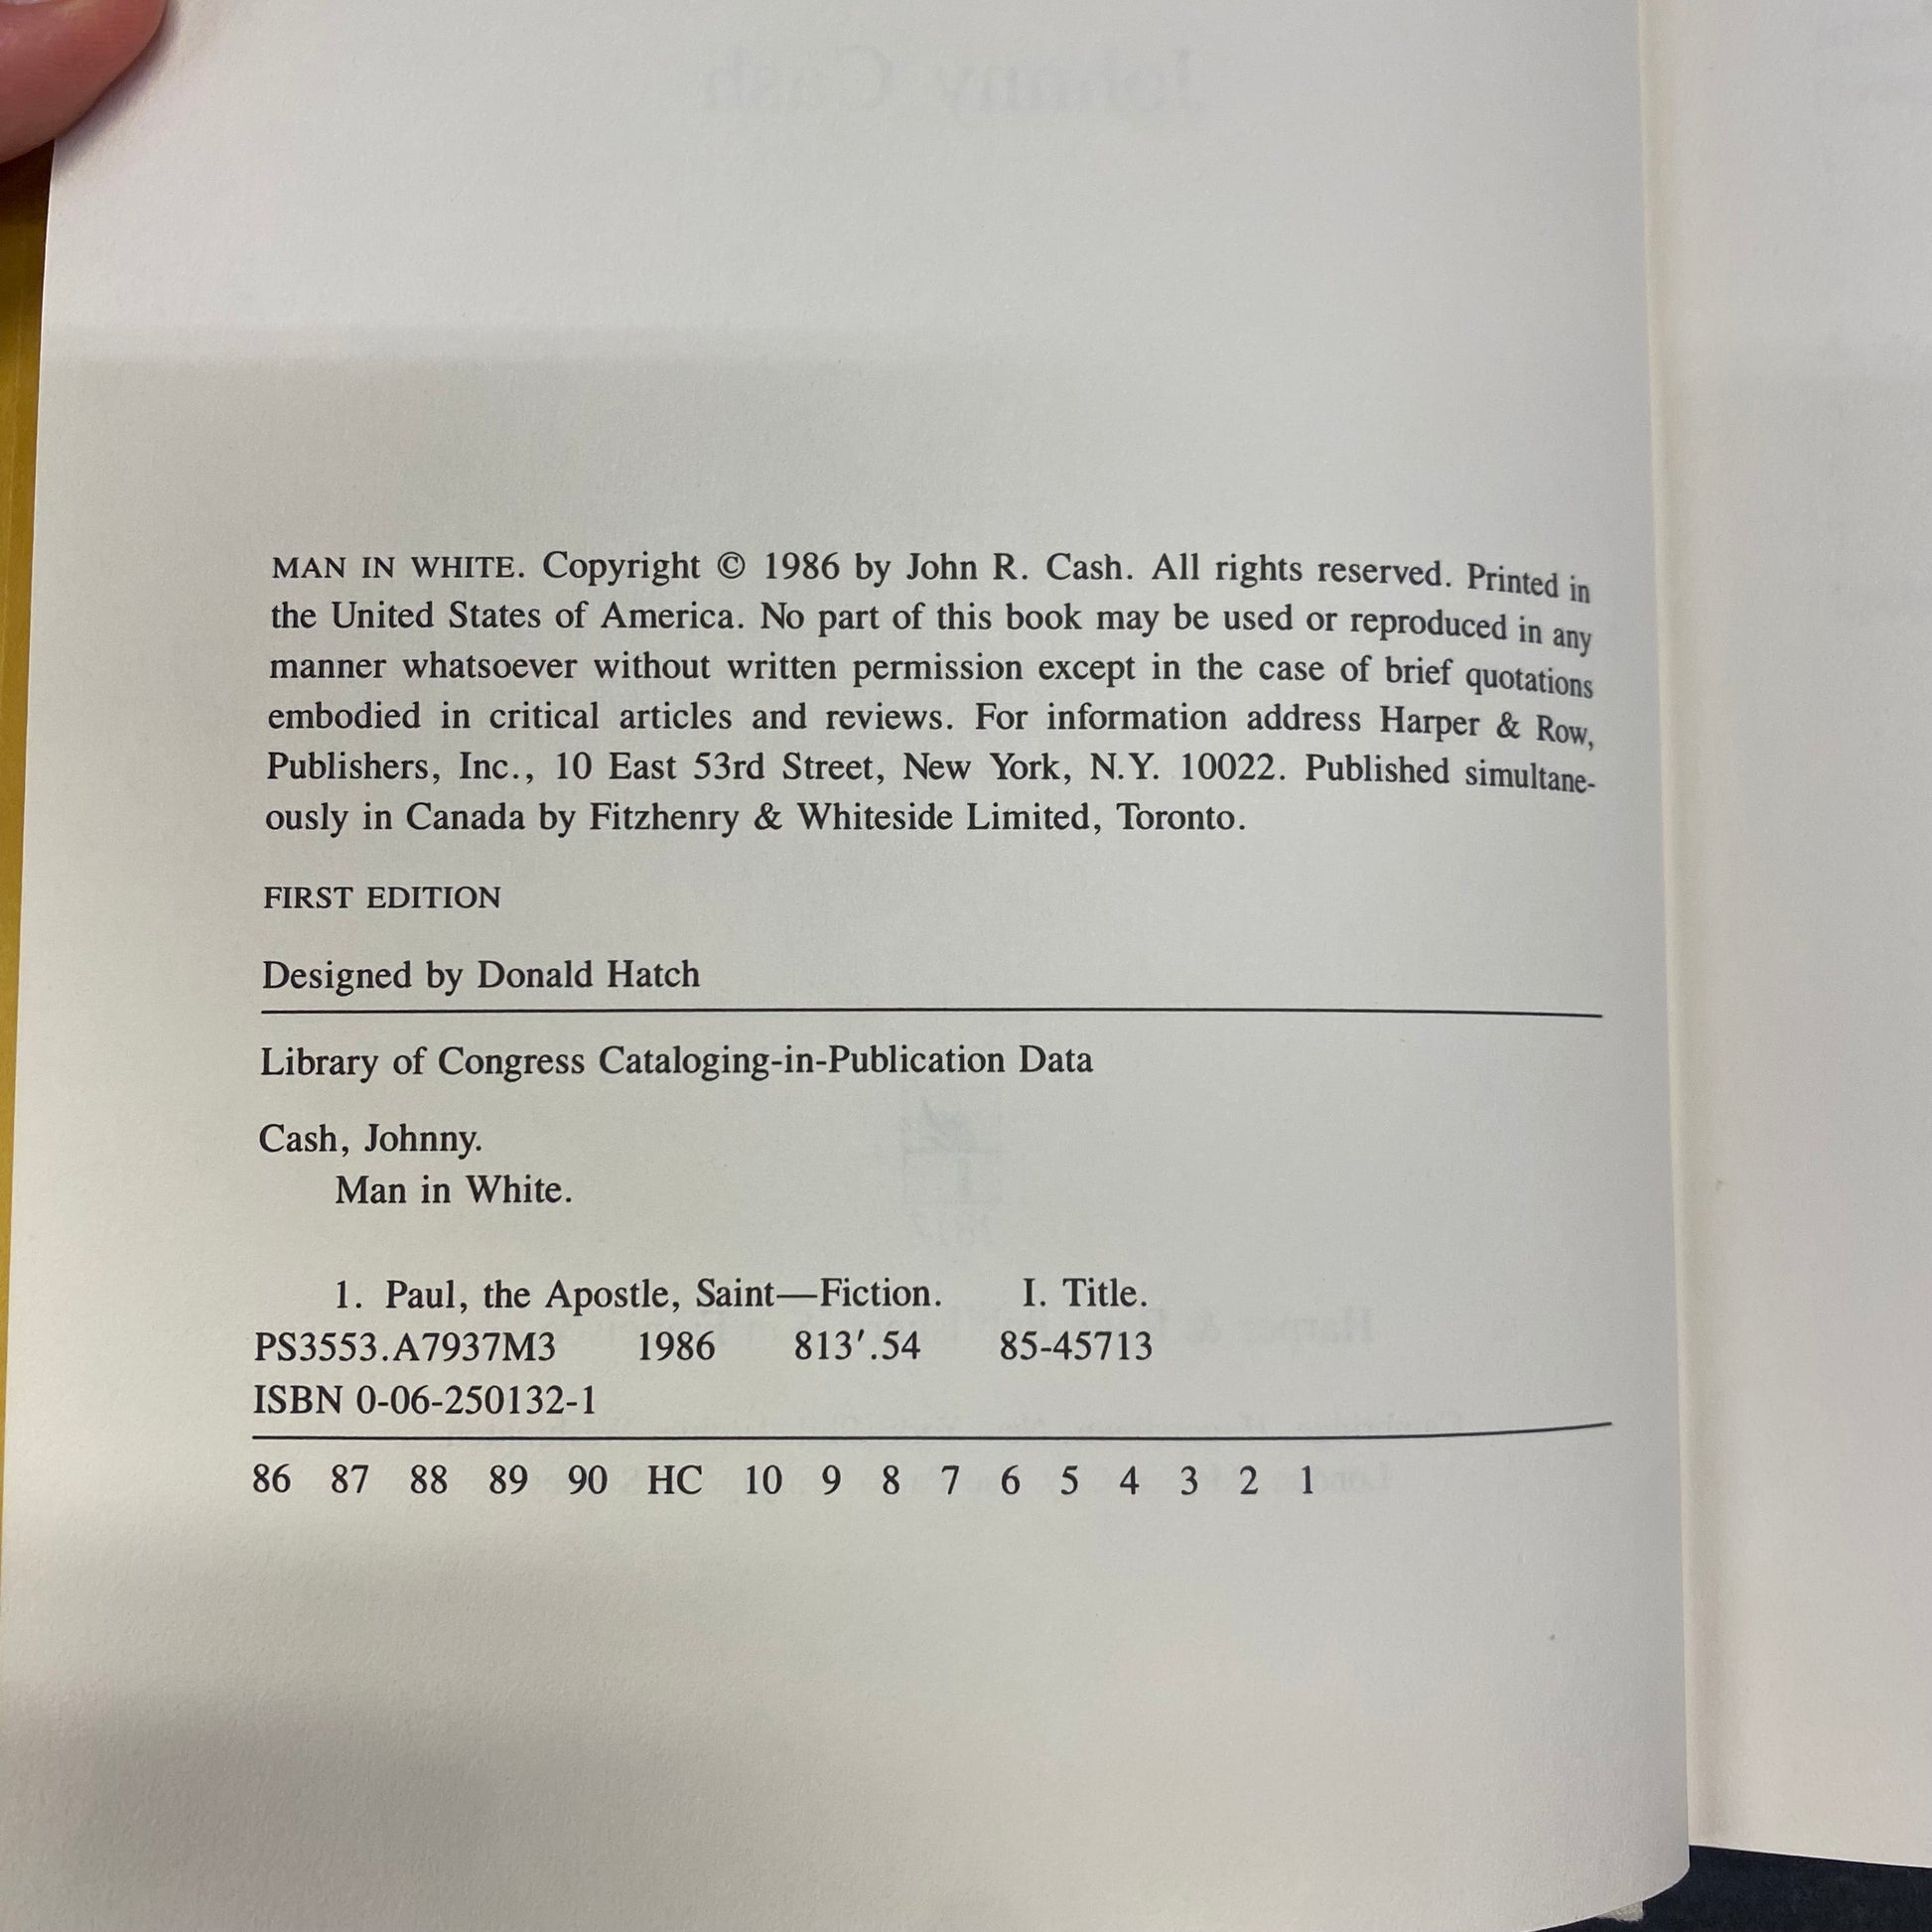 Johnny Cash
MAN IN WHITE. Copyright © 1986 by John R. Cash. All rights reserved. Printed in
the United States of America. No part of this book may be used or reproduced in any
manner whatsoever without written permission except in the case of brief quotations
embodied in critical articles and reviews. For information address Harper & Row,
Publishers, Inc., 10 East 53rd Street, New York, N.Y. 10022. Published simultane-
ously in Canada by Fitzhenry & Whiteside Limited, Toronto.
FIRST EDITION
Designed by Donald Hatch
Library of Congress Cataloging-in-Publication Data
Cash, Johnny.
Man in White.
1. Paul, the Apostle, Saint—Fiction. I. Title.
PS3553.A7937M3 1986 813′.54 85-45713
ISBN 0-06-250132-1
86 87 88 89 90 HC 10 9 8 7 6 5 4 3 2 1